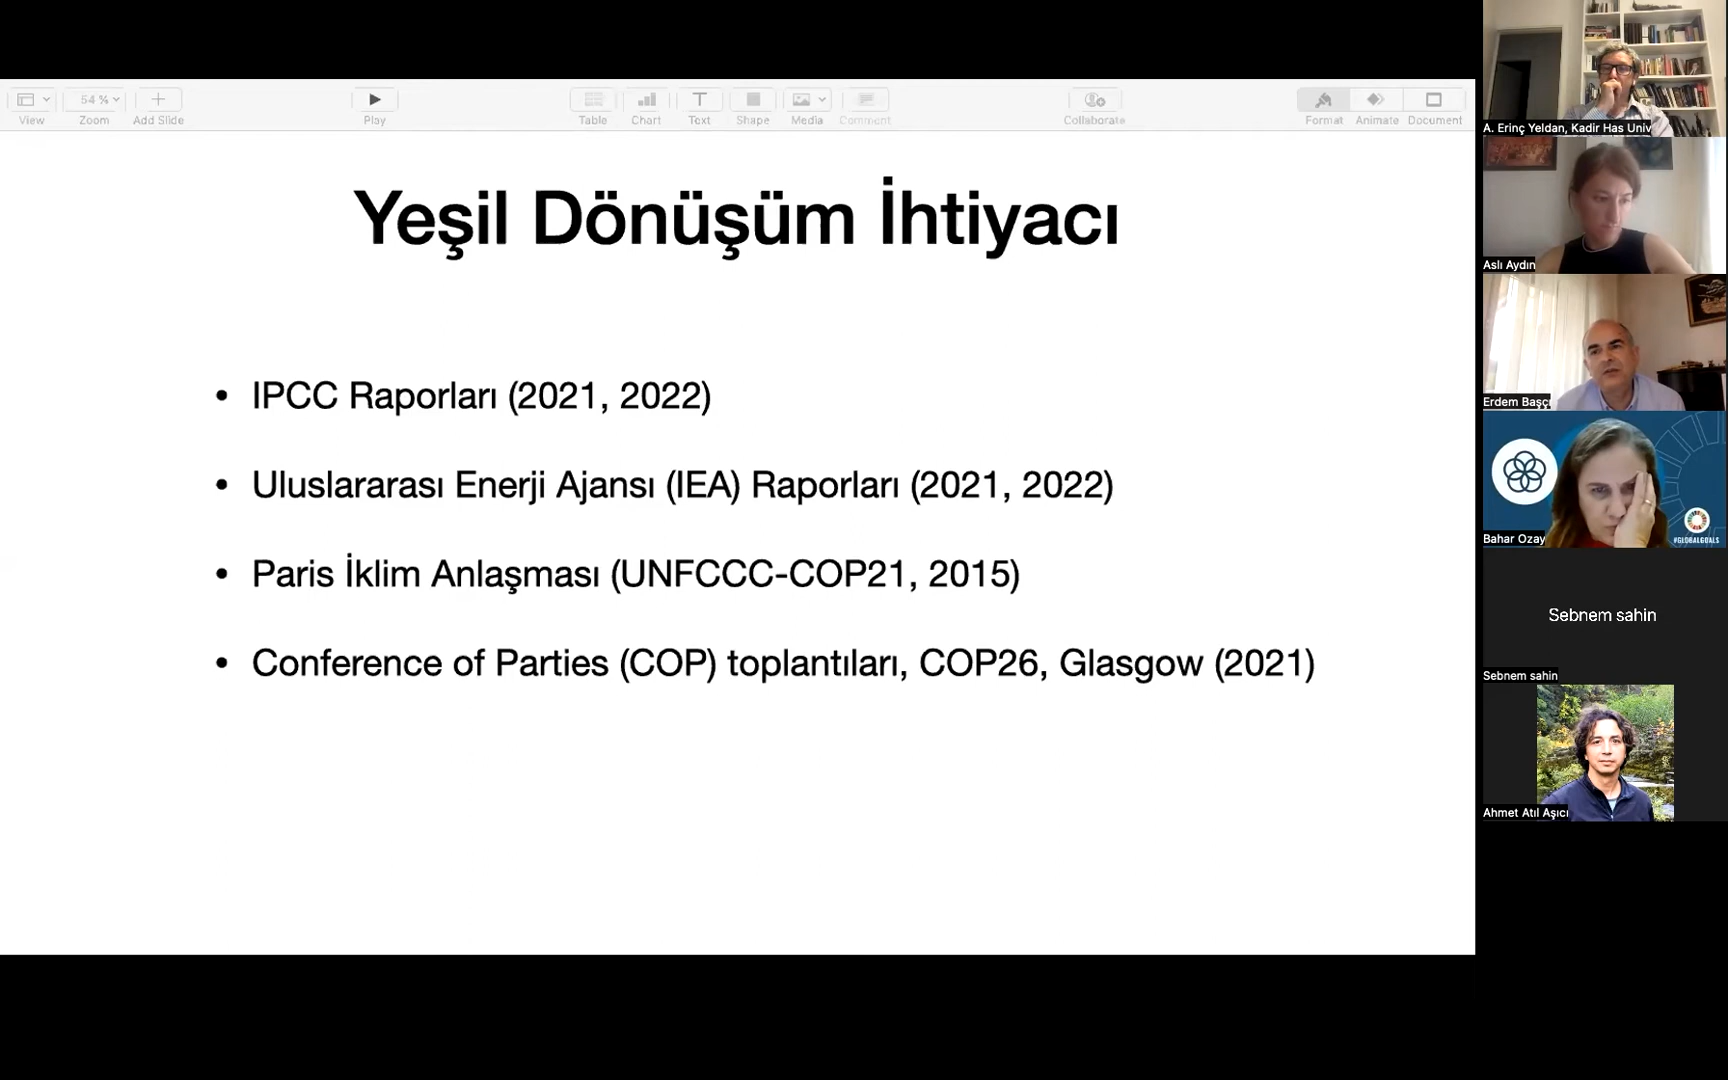 View
54 %
Zoom
Add Slide
Play
Table
Chart
Text
Shape
Media
Comment
Collaborate
Format
Animate
Document
Yeşil Dönüşüm İhtiyacı
• IPCC Raporları (2021, 2022)
• Uluslararası Enerji Ajansı (IEA) Raporları (2021, 2022)
• Paris İklim Anlaşması (UNFCCC-COP21, 2015)
• Conference of Parties (COP) toplantıları, COP26, Glasgow (2021)
A. Erinç Yeldan, Kadir Has Univ
Aslı Aydın
Erdem Başçı
#GLOBALGOALS
Bahar Ozay
Sebnem sahin
Sebnem sahin
Ahmet Atıl Aşıcı